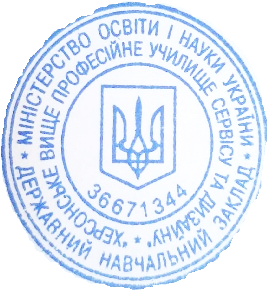 * МІНІСТЕРСТВО ОСВІТИ І НАУКИ УКРАЇНИ *
ДЕРЖАВНИЙ НАВЧАЛЬНИЙ ЗАКЛАД
"ХЕРСОНСЬКЕ ВИЩЕ ПРОФЕСІЙНЕ УЧИЛИЩЕ СЕРВІСУ ТА ДИЗАЙНУ"
36671344